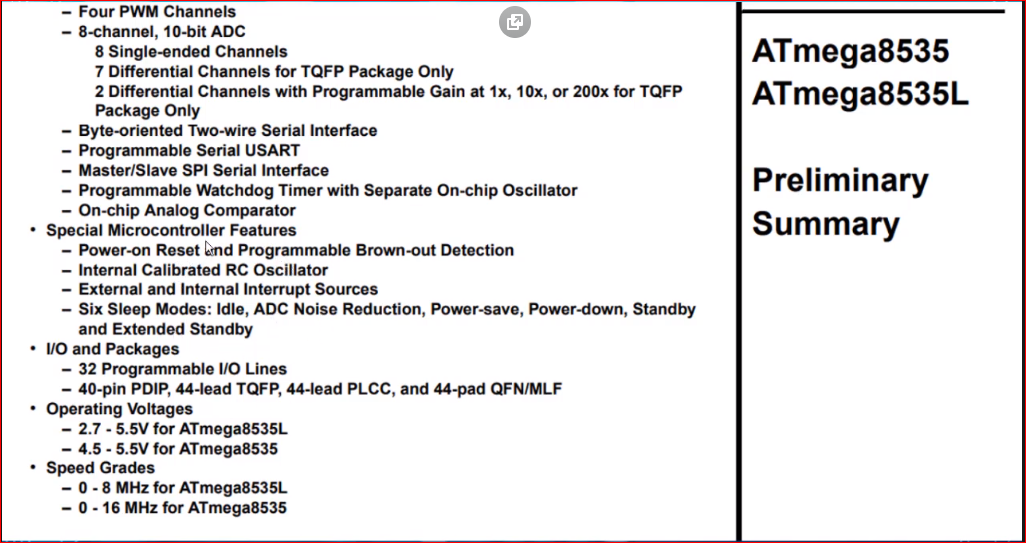 – Four PWM Channels
– 8-channel, 10-bit ADC
8 Single-ended Channels
7 Differential Channels for TQFP Package Only
2 Differential Channels with Programmable Gain at 1x, 10x, or 200x for TQFP
Package Only
– Byte-oriented Two-wire Serial Interface
– Programmable Serial USART
– Master/Slave SPI Serial Interface
– Programmable Watchdog Timer with Separate On-chip Oscillator
– On-chip Analog Comparator
• Special Microcontroller Features
– Power-on Reset and Programmable Brown-out Detection
– Internal Calibrated RC Oscillator
– External and Internal Interrupt Sources
– Six Sleep Modes: Idle, ADC Noise Reduction, Power-save, Power-down, Standby
and Extended Standby
• I/O and Packages
– 32 Programmable I/O Lines
– 40-pin PDIP, 44-lead TQFP, 44-lead PLCC, and 44-pad QFN/MLF
• Operating Voltages
– 2.7 - 5.5V for ATmega8535L
– 4.5 - 5.5V for ATmega8535
• Speed Grades
– 0 - 8 MHz for ATmega8535L
– 0 - 16 MHz for ATmega8535
ATmega8535
ATmega8535L
Preliminary
Summary